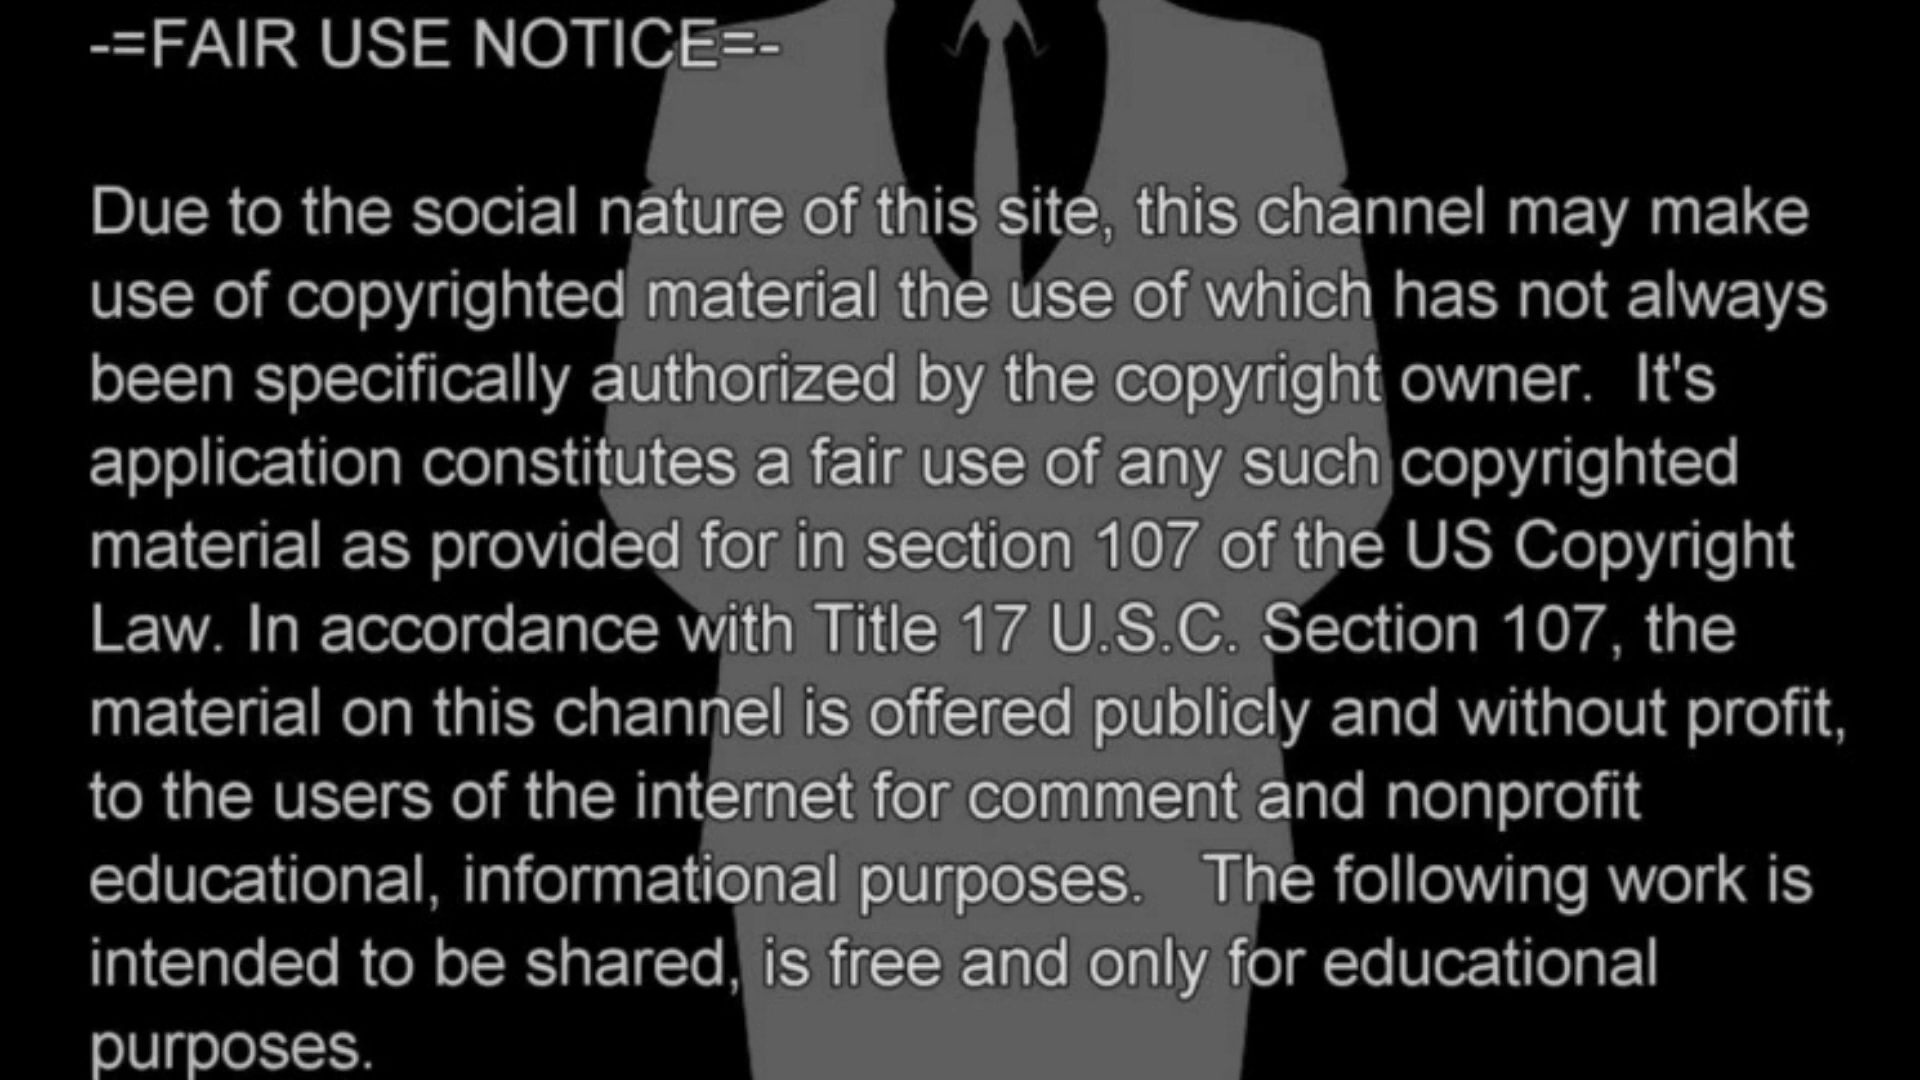 -=FAIR USE NOTICE=-
Due to the social nature of this site, this channel may make
use of copyrighted material the use of which has not always
been specifically authorized by the copyright owner.  It's
application constitutes a fair use of any such copyrighted
material as provided for in section 107 of the US Copyright
Law. In accordance with Title 17 U.S.C. Section 107, the
material on this channel is offered publicly and without profit,
to the users of the internet for comment and nonprofit
educational, informational purposes.   The following work is
intended to be shared, is free and only for educational
purposes.